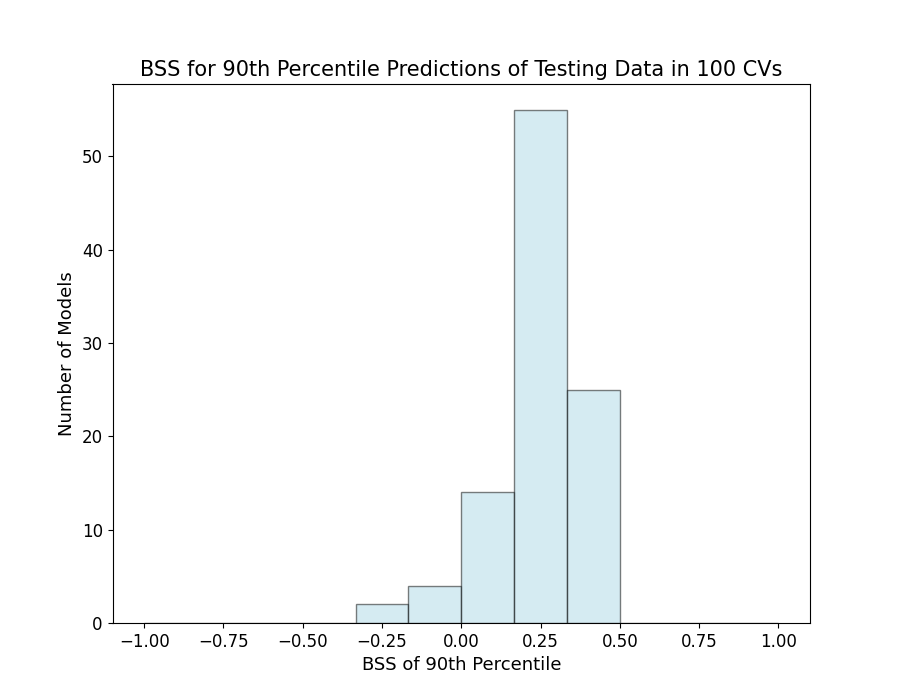 BSS for 90th Percentile Predictions of Testing Data in 100 CVs
Number of Models
50
40
30
20
10
0
−1.00 −0.75 −0.50 −0.25 0.00 0.25 0.50 0.75 1.00
BSS of 90th Percentile